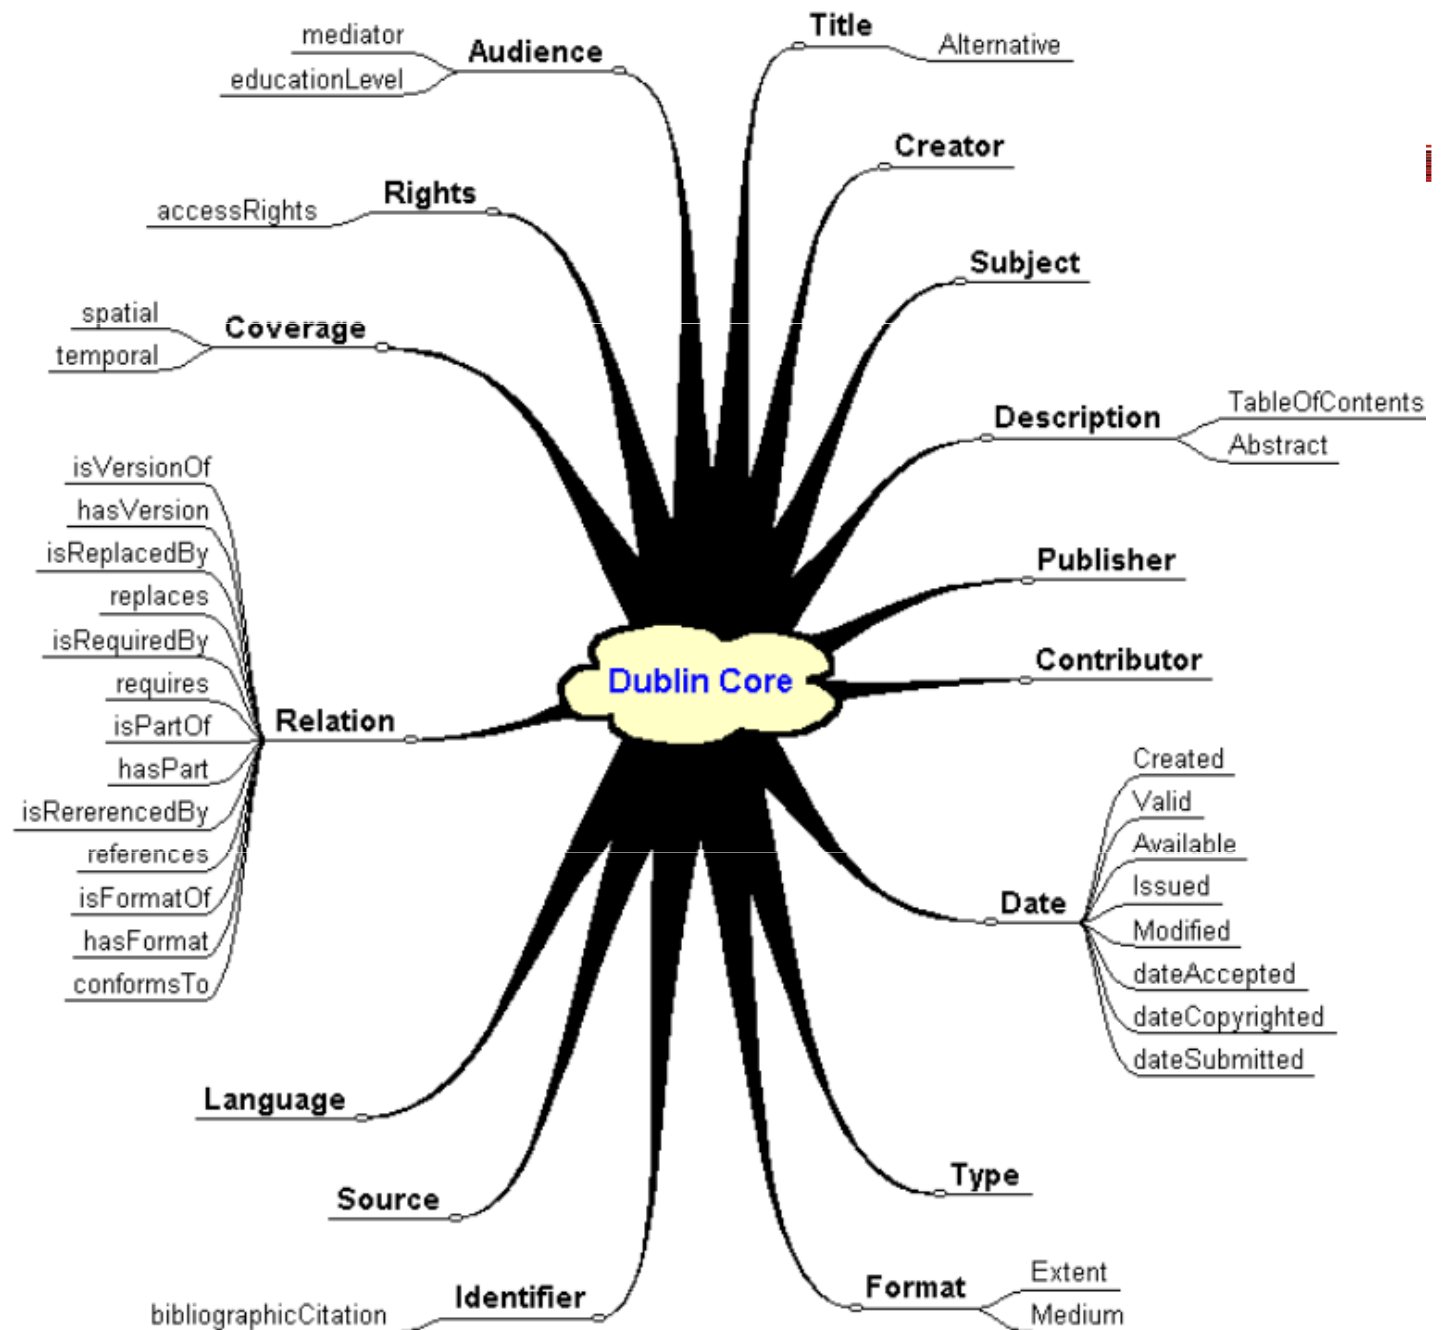 Dublin Core
Title
Alternative
Creator
Subject
Description
TableOfContents
Abstract
Publisher
Contributor
Date
Created
Valid
Available
Issued
Modified
dateAccepted
dateCopyrighted
dateSubmitted
Type
Format
Extent
Medium
Audience
mediator
educationLevel
Rights
accessRights
Coverage
spatial
temporal
Relation
isVersionOf
hasVersion
isReplacedBy
replaces
isRequiredBy
requires
isPartOf
hasPart
isRererencedBy
references
isFormatOf
hasFormat
conformsTo
Language
Source
Identifier
bibliographicCitation